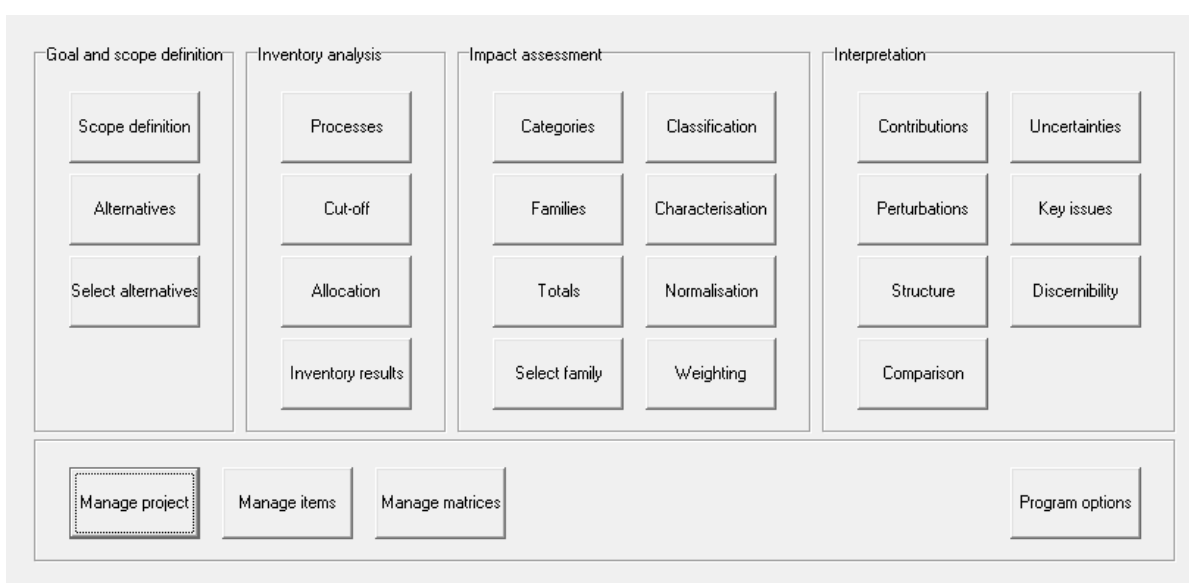 Goal and scope definition
Scope definition
Alternatives
Select alternatives
Inventory analysis
Processes
Cut-off
Allocation
Inventory results
Impact assessment
Categories
Classification
Families
Characterisation
Totals
Normalisation
Select family
Weighting
Interpretation
Contributions
Uncertainties
Perturbations
Key issues
Structure
Discernibility
Comparison
Manage project
Manage items
Manage matrices
Program options